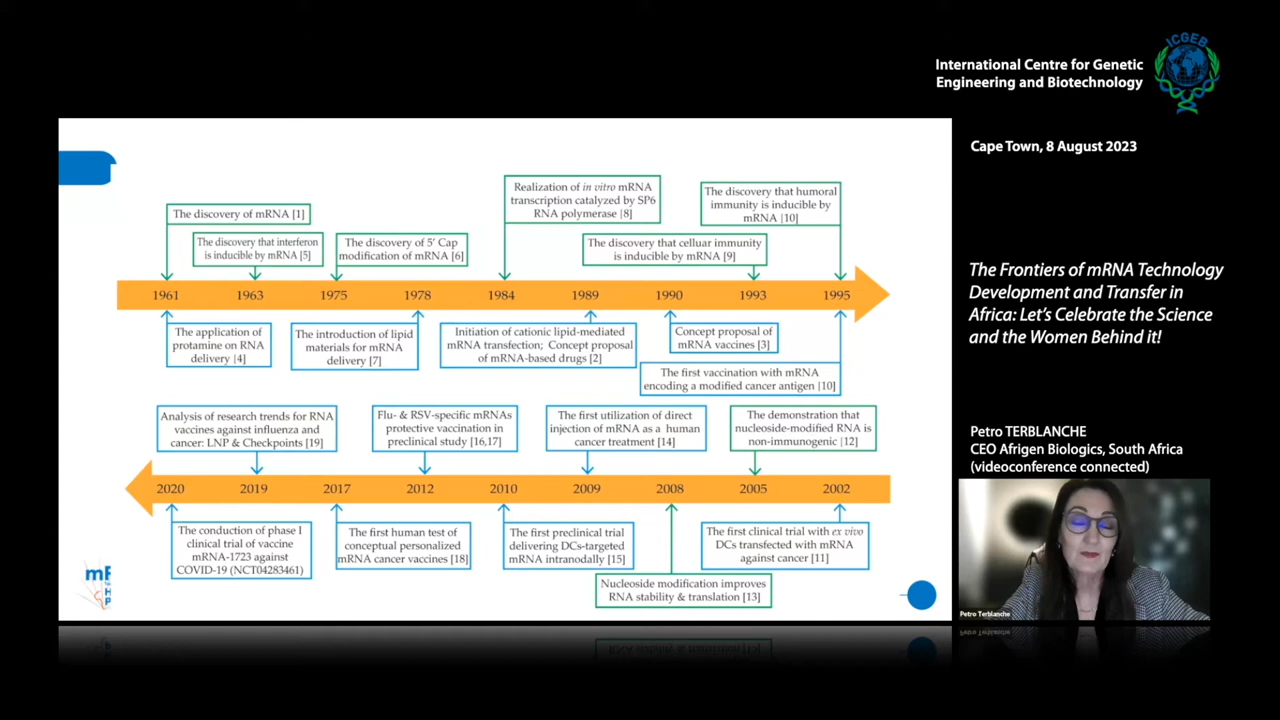 ICGEB
International Centre for Genetic
Engineering and Biotechnology
Cape Town, 8 August 2023
The discovery of mRNA [1]
The discovery that interferon
is inducible by mRNA [5]
The discovery of 5' Cap
modification of mRNA [6]
Realization of in vitro mRNA
transcription catalyzed by SP6
RNA polymerase [8]
The discovery that celluar immunity
is inducible by mRNA [9]
The discovery that humoral
immunity is inducible by
mRNA [10]
1961 1963 1975 1978 1984 1989 1990 1993 1995
The application of
protamine on RNA
delivery [4]
The introduction of lipid
materials for mRNA
delivery [7]
Initiation of cationic lipid-mediated
mRNA transfection; Concept proposal
of mRNA-based drugs [2]
Concept proposal of
mRNA vaccines [3]
The first vaccination with mRNA
encoding a modified cancer antigen [10]
Analysis of research trends for RNA
vaccines against influenza and
cancer: LNP & Checkpoints [19]
Flu- & RSV-specific mRNAs
protective vaccination in
preclinical study [16,17]
The first utilization of direct
injection of mRNA as a human
cancer treatment [14]
The demonstration that
nucleoside-modified RNA is
non-immunogenic [12]
2020 2019 2017 2012 2010 2009 2008 2005 2002
The conduction of phase I
clinical trial of vaccine
mRNA-1723 against
COVID-19 (NCT04283461)
The first human test of
conceptual personalized
mRNA cancer vaccines [18]
The first preclinical trial
delivering DCs-targeted
mRNA intranodally [15]
Nucleoside modification improves
RNA stability & translation [13]
The first clinical trial with ex vivo
DCs transfected with mRNA
against cancer [11]
The Frontiers of mRNA Technology
Development and Transfer in
Africa: Let's Celebrate the Science
and the Women Behind it!
Petro TERBLANCHE
CEO Afrigen Biologics, South Africa
(videoconference connected)
Petro Terblanche